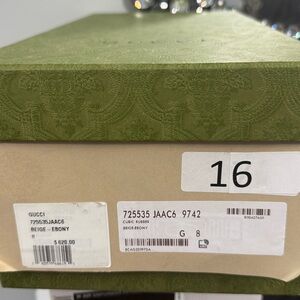 16
GUCCI
725535JAAC6
BEIGE - EBONY
8
$ 620.00
725535 JAAC6 9742
CUBIC RUBBER
BEIGE-EBONY
G 8